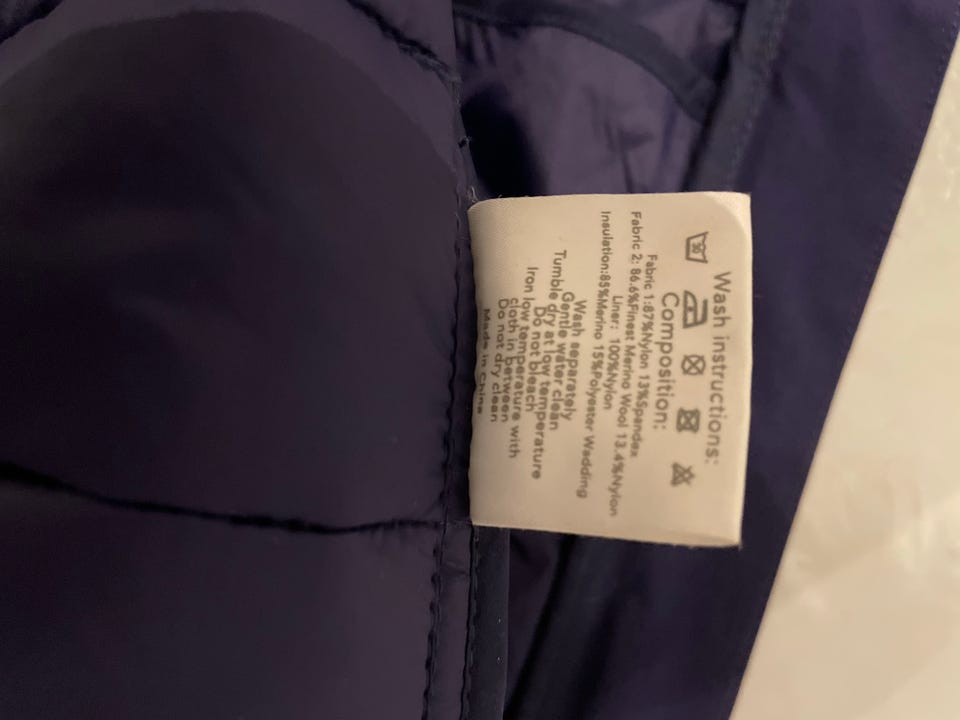 Wash instructions:
30
Composition:
Fabric 1:87%Nylon 13%Spandex
Fabric 2: 86.6%Finest Merino Wool 13.4%Nylon
Liner: 100%Nylon
Insulation:85%Merino 15%Polyester Wadding
Wash separately
Gentle water clean
Tumble dry at low temperature
Do not bleach
Iron low temperature with
cloth in between
Do not dry clean
Made in China